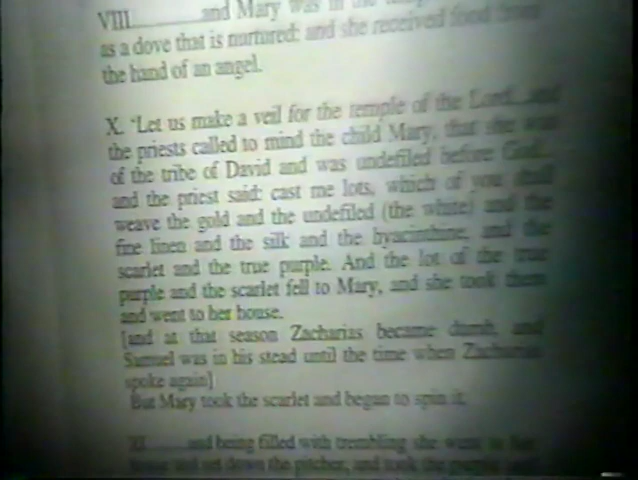 VIII..........and Mary was in the
as a dove that is nurtured: and she received food from
the hand of an angel.
X. 'Let us make a veil for the temple of the Lord...and
the priests called to mind the child Mary, that she was
of the tribe of David and was undefiled before God...
and the priest said: cast me lots, which of you shall
weave the gold and the undefiled (the white) and the
fine linen and the silk and the hyacinthine, and the
scarlet and the true purple. And the lot of the true
purple and the scarlet fell to Mary, and she took them
and went to her house.
[and at that season Zacharias became dumb, and
Samuel was in his stead until the time when Zacharias
spoke again]
But Mary took the scarlet and began to spin it.
XI..........and being filled with trembling she went to her
house and set down the pitcher, and took the purple and